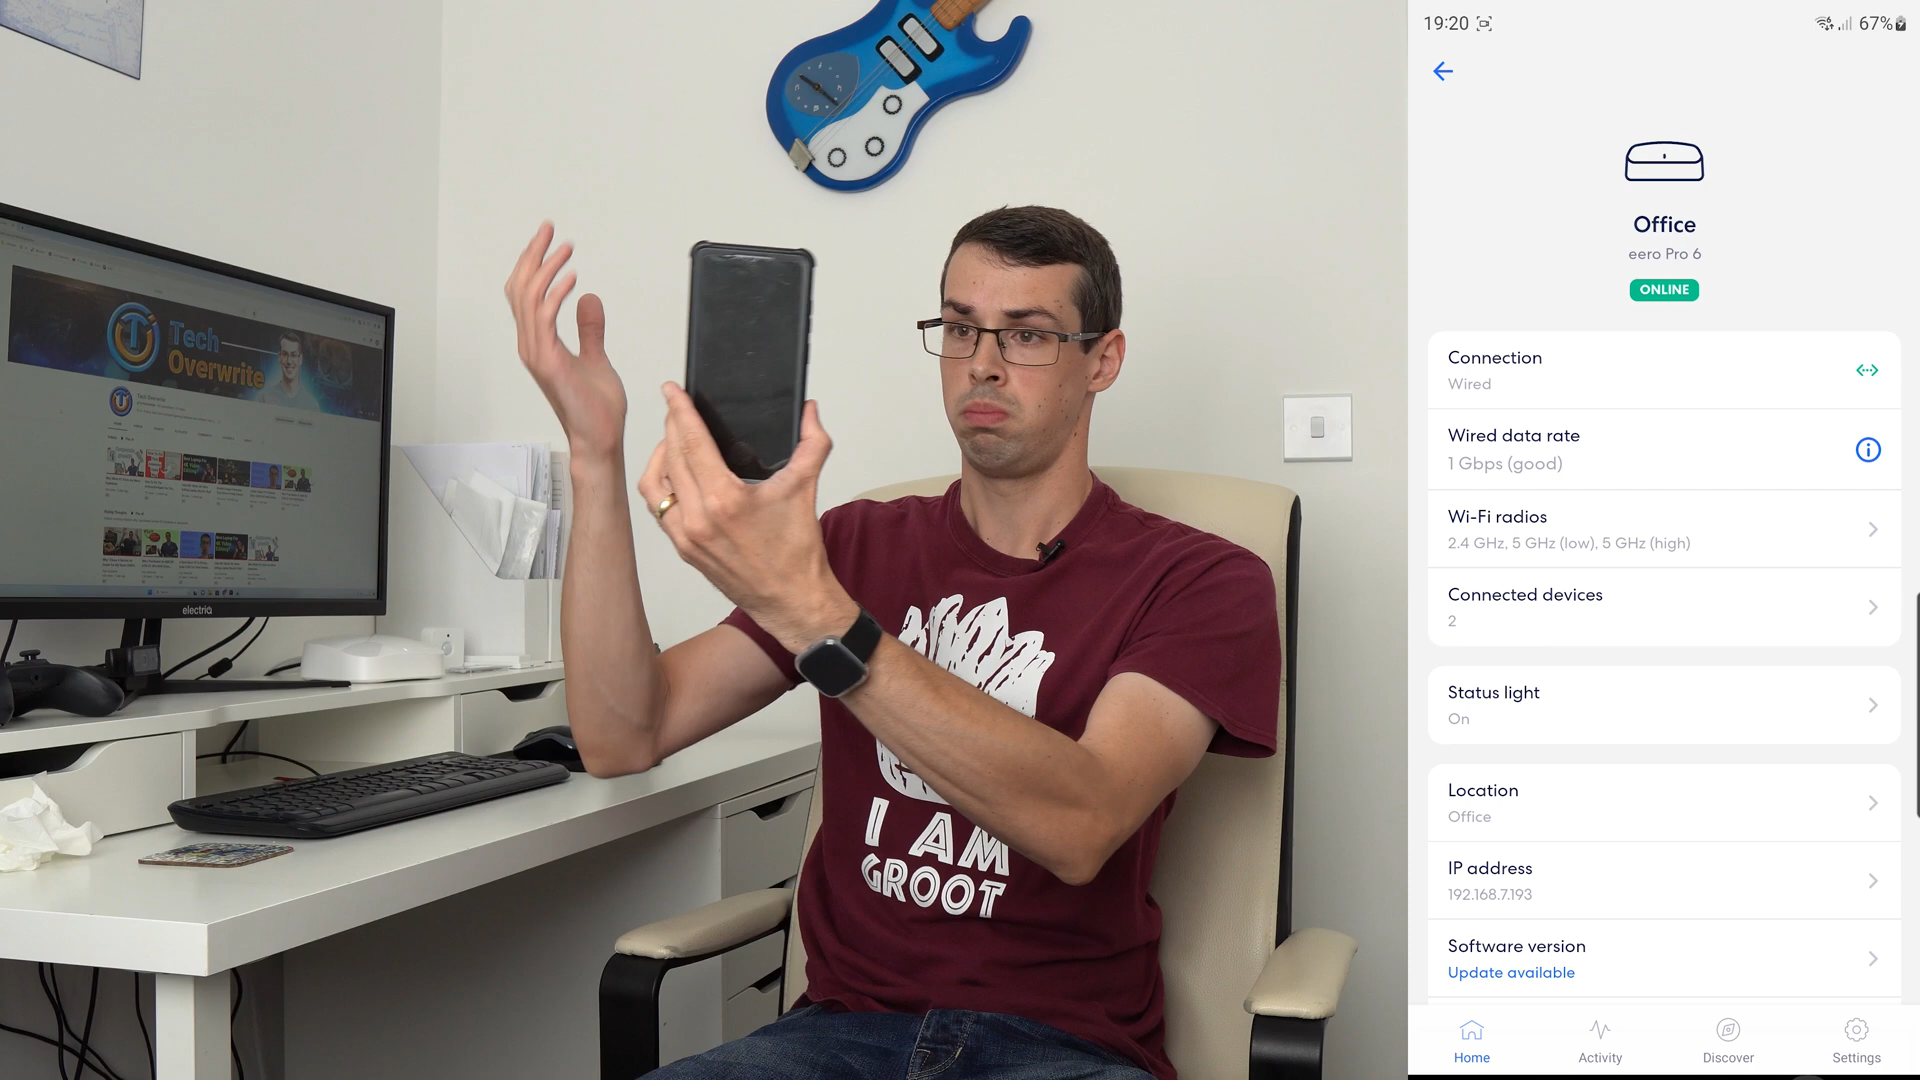 19:20
67%
Office
eero Pro 6
ONLINE
Connection
Wired
Wired data rate
1 Gbps (good)
Wi-Fi radios
2.4 GHz, 5 GHz (low), 5 GHz (high)
Connected devices
2
Status light
On
Location
Office
IP address
192.168.7.193
Software version
Update available
Home
Activity
Discover
Settings
Tech
Overwrite
Tech Overwrite
electriq
I AM
GROOT